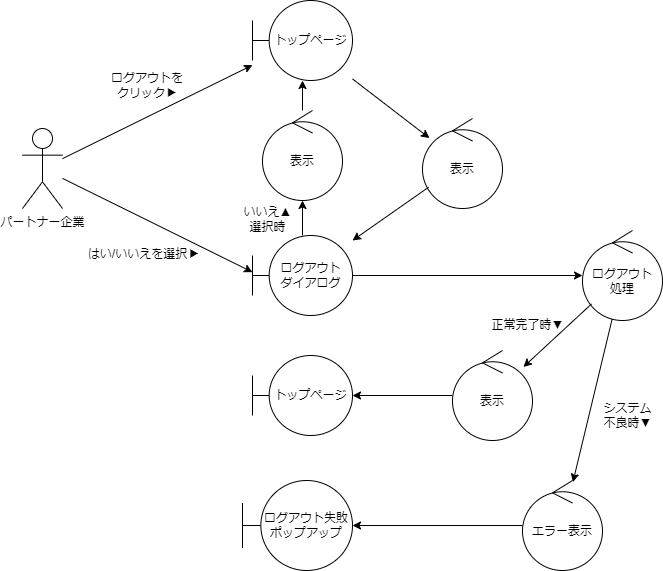 トップページ
ログアウトを
クリック▶
表示
表示
パートナー企業
いいえ▲
選択時
はい/いいえを選択▶
ログアウト
ダイアログ
ログアウト
処理
正常完了時▼
トップページ
表示
システム
不良時▼
ログアウト失敗
ポップアップ
エラー表示